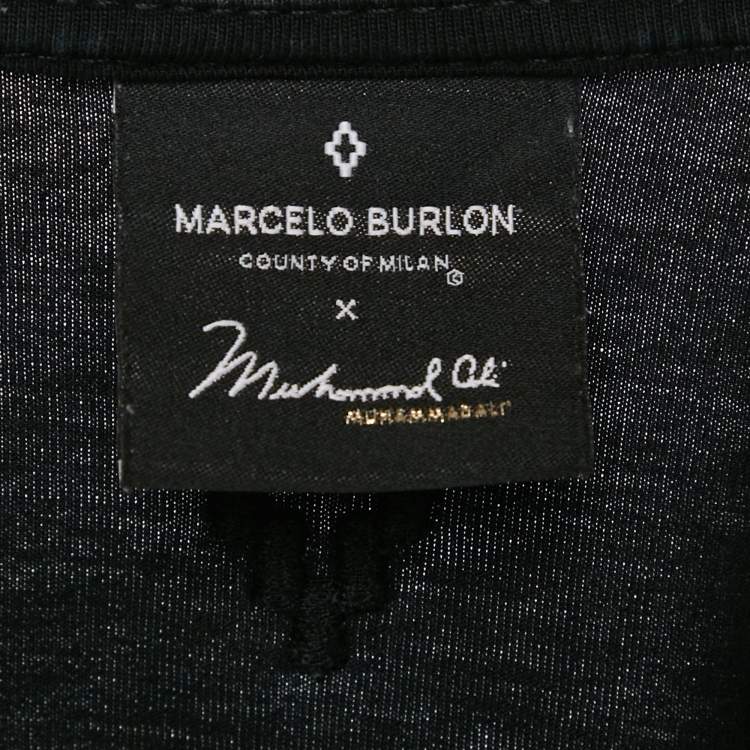 MARCELO BURLON
COUNTY OF MILAN
X
Muhammad Ali
MUHAMMAD ALI